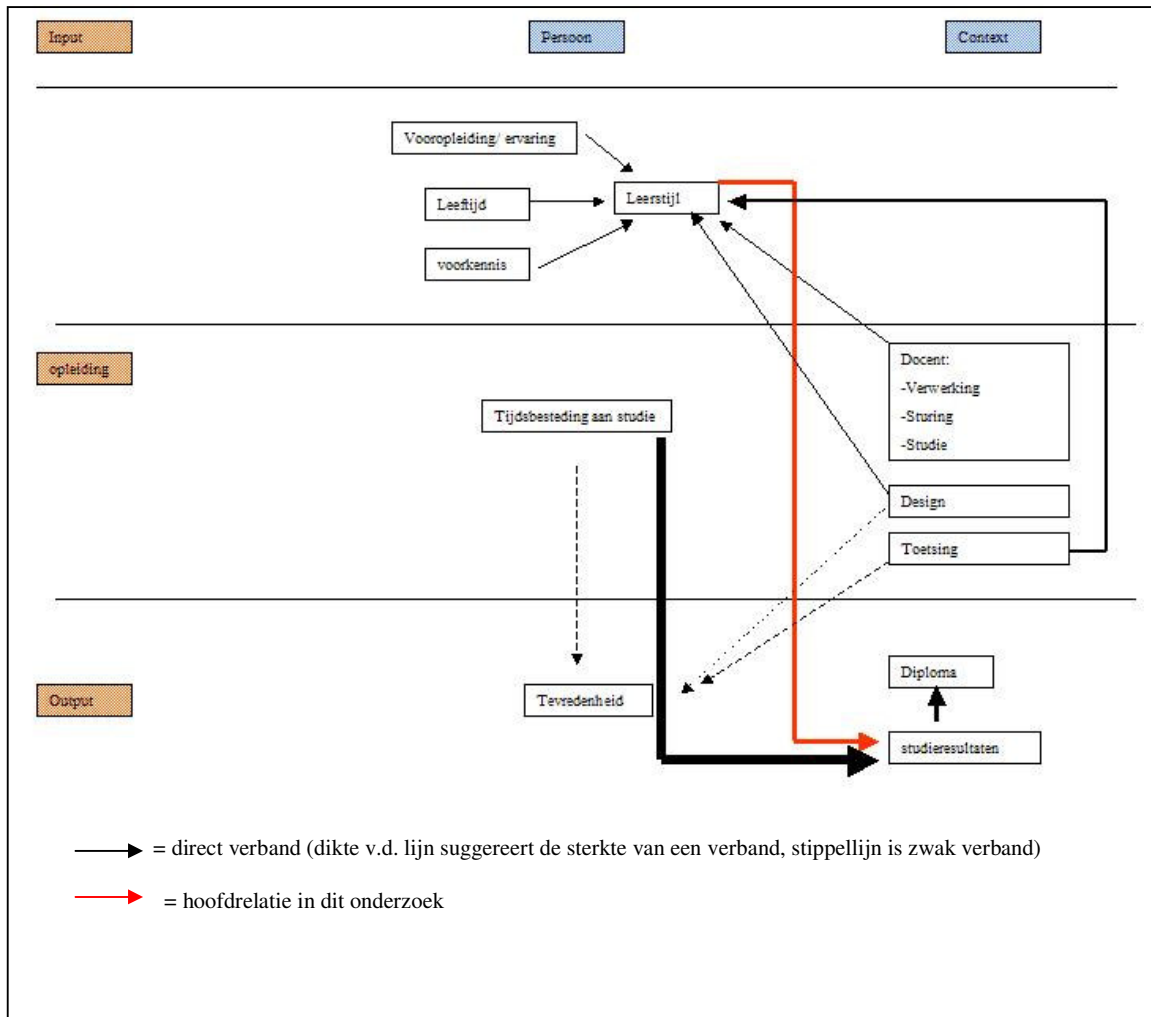 Input
Persoon
Context
Vooropleiding/ ervaring
Leerstijl
Leeftijd
voorkennis
opleiding
Docent:
-Verwerking
-Sturing
-Studie
Tijdsbesteding aan studie
Design
Toetsing
Output
Tevredenheid
Diploma
studieresultaten
= direct verband (dikte v.d. lijn suggereert de sterkte van een verband, stippellijn is zwak verband)
= hoofdrelatie in dit onderzoek